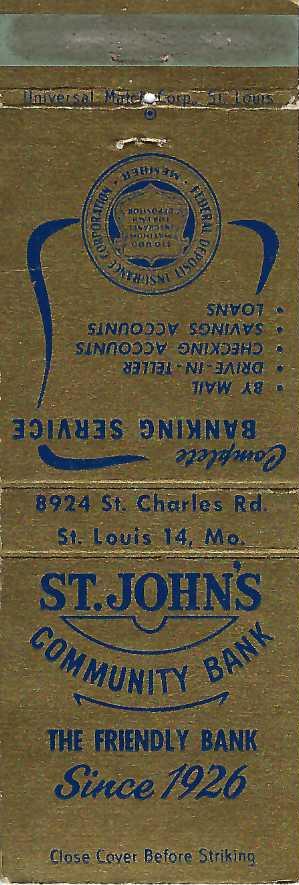 Universal Match Corp., St. Louis
Complete
BANKING SERVICE
• BY MAIL
• DRIVE-IN-TELLER
• CHECKING ACCOUNTS
• SAVINGS ACCOUNTS
• LOANS
MEMBER • FEDERAL DEPOSIT INSURANCE CORPORATION •
8924 St. Charles Rd.
St. Louis 14, Mo.
ST. JOHN'S
COMMUNITY BANK
THE FRIENDLY BANK
Since 1926
Close Cover Before Striking